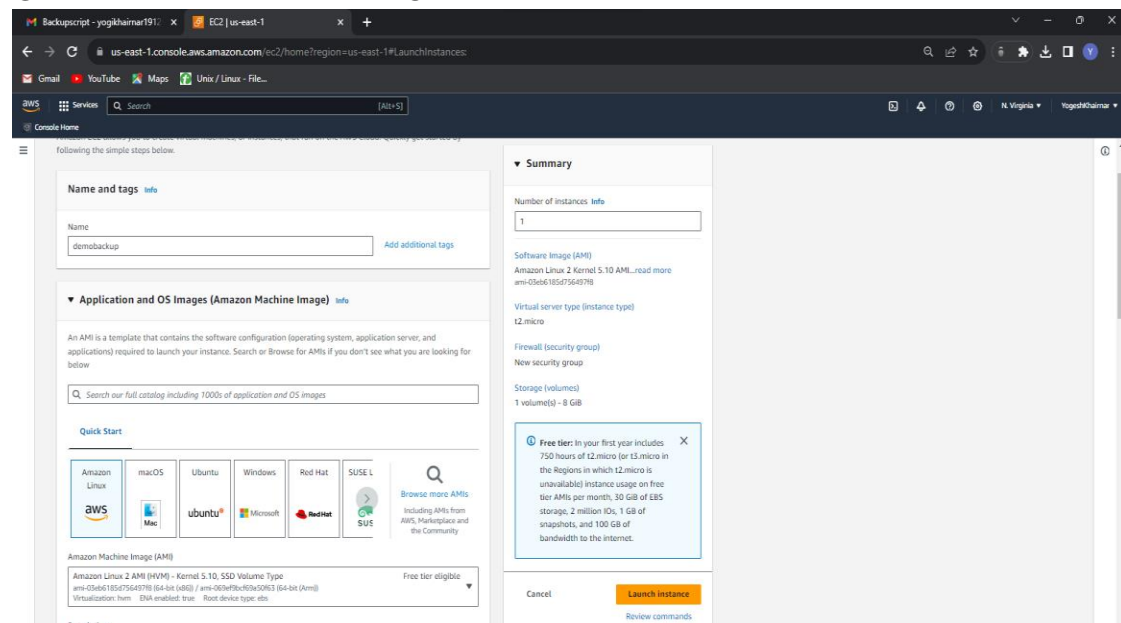 Backupscript - yogikhairnar1912
EC2 | us-east-1
us-east-1.console.aws.amazon.com/ec2/home?region=us-east-1#LaunchInstances:
Gmail YouTube Maps Unix / Linux - File...
aws Services Search [Alt+S] N. Virginia YogeshKhairnar
Console Home
following the simple steps below.
Name and tags Info
Name
demobackup
Add additional tags
Application and OS Images (Amazon Machine Image) Info
An AMI is a template that contains the software configuration (operating system, application server, and
applications) required to launch your instance. Search or Browse for AMIs if you don't see what you are looking for
below
Search our full catalog including 1000s of application and OS images
Quick Start
Amazon
Linux
aws
macOS
Mac
Ubuntu
ubuntu
Windows
Microsoft
Red Hat
RedHat
SUSE L
SUS
Browse more AMIs
Including AMIs from
AWS, Marketplace and
the Community
Amazon Machine Image (AMI)
Amazon Linux 2 AMI (HVM) - Kernel 5.10, SSD Volume Type
Free tier eligible
ami-03eb6185d756497f8 (64-bit (x86)) / ami-069ef9bcf69a50f63 (64-bit (Arm))
Virtualization: hvm ENA enabled: true Root device type: ebs
Summary
Number of instances Info
1
Software Image (AMI)
Amazon Linux 2 Kernel 5.10 AMI...read more
ami-03eb6185d756497f8
Virtual server type (instance type)
t2.micro
Firewall (security group)
New security group
Storage (volumes)
1 volume(s) - 8 GiB
Free tier: In your first year includes
750 hours of t2.micro (or t3.micro in
the Regions in which t2.micro is
unavailable) instance usage on free
tier AMIs per month, 30 GiB of EBS
storage, 2 million IOs, 1 GB of
snapshots, and 100 GB of
bandwidth to the internet.
Cancel
Launch instance
Review commands